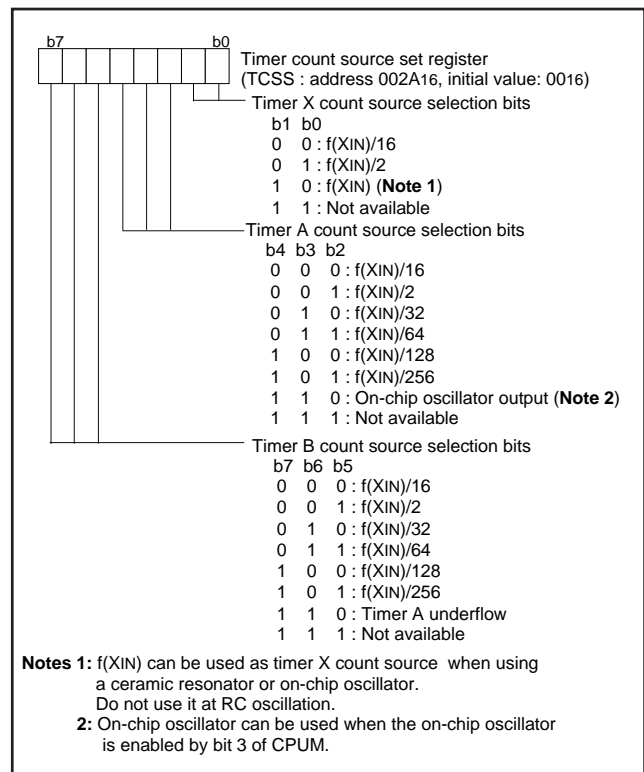 b7 b0
Timer count source set register
(TCSS : address 002A16, initial value: 0016)
Timer X count source selection bits
b1 b0
0 0 : f(XIN)/16
0 1 : f(XIN)/2
1 0 : f(XIN) (Note 1)
1 1 : Not available
Timer A count source selection bits
b4 b3 b2
0 0 0 : f(XIN)/16
0 0 1 : f(XIN)/2
0 1 0 : f(XIN)/32
0 1 1 : f(XIN)/64
1 0 0 : f(XIN)/128
1 0 1 : f(XIN)/256
1 1 0 : On-chip oscillator output (Note 2)
1 1 1 : Not available
Timer B count source selection bits
b7 b6 b5
0 0 0 : f(XIN)/16
0 0 1 : f(XIN)/2
0 1 0 : f(XIN)/32
0 1 1 : f(XIN)/64
1 0 0 : f(XIN)/128
1 0 1 : f(XIN)/256
1 1 0 : Timer A underflow
1 1 1 : Not available
Notes 1: f(XIN) can be used as timer X count source when using
a ceramic resonator or on-chip oscillator.
Do not use it at RC oscillation.
2: On-chip oscillator can be used when the on-chip oscillator
is enabled by bit 3 of CPUM.